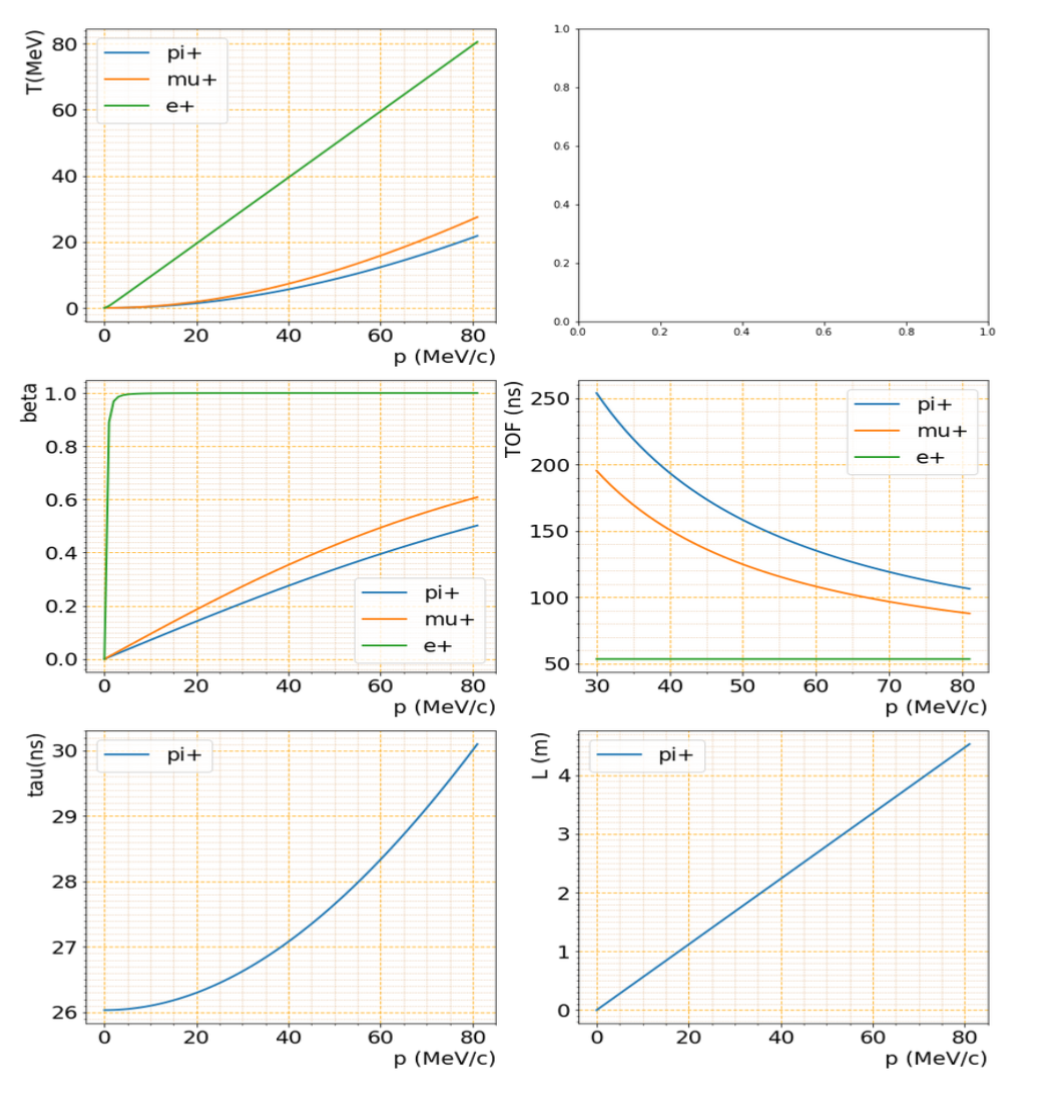 T(MeV)
80
60
40
20
0
pi+
mu+
e+
0 20 40 60 80
p (MeV/c)
1.0
0.8
0.6
0.4
0.2
0.0
0.0 0.2 0.4 0.6 0.8 1.0
beta
1.0
0.8
0.6
0.4
0.2
0.0
pi+
mu+
e+
0 20 40 60 80
p (MeV/c)
TOF (ns)
250
200
150
100
50
pi+
mu+
e+
30 40 50 60 70 80
p (MeV/c)
tau(ns)
30
29
28
27
26
pi+
0 20 40 60 80
p (MeV/c)
L (m)
4
3
2
1
0
pi+
0 20 40 60 80
p (MeV/c)